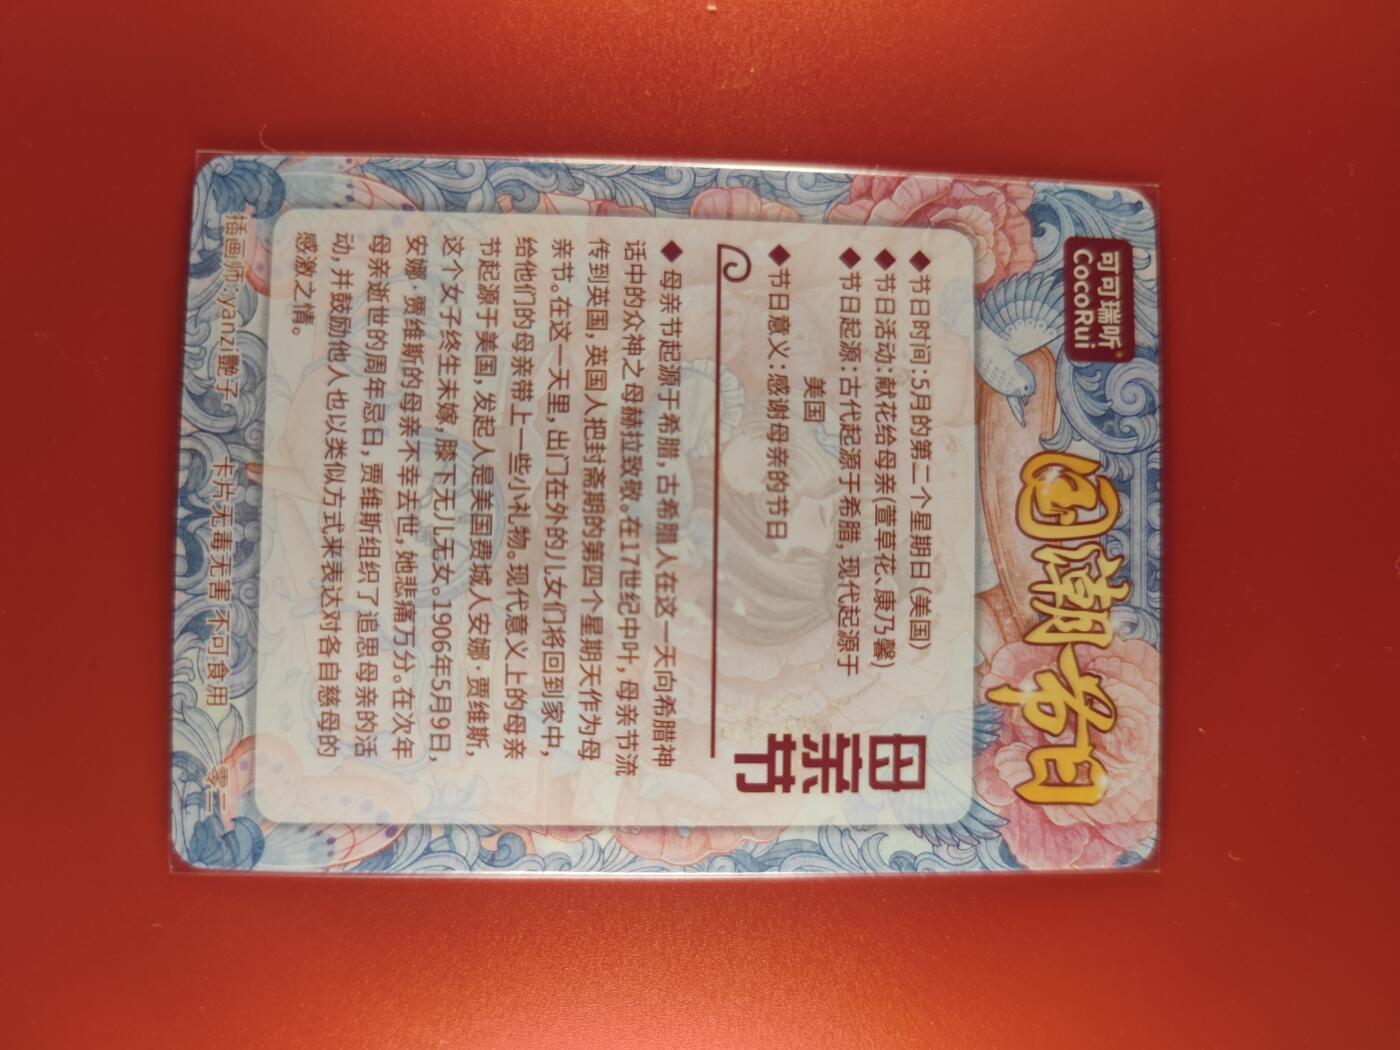 可可瑞听
CocoRui
国潮节日
◆节日时间:5月的第二个星期日(美国)
◆节日活动:献花给母亲(萱草花、康乃馨)
◆节日起源:古代起源于希腊,现代起源于
美国
◆节日意义:感谢母亲的节日
母亲节
◆母亲节起源于希腊,古希腊人在这一天向希腊神
话中的众神之母赫拉致敬。在17世纪中叶,母亲节流
传到英国,英国人把封斋期的第四个星期天作为母
亲节。在这一天里,出门在外的儿女们将回到家中,
给他们的母亲带上一些小礼物。现代意义上的母亲
节起源于美国,发起人是美国费城人安娜·贾维斯,
这个女子终生未嫁,膝下无儿无女。1906年5月9日,
安娜·贾维斯的母亲不幸去世,她悲痛万分。在次年
母亲逝世的周年忌日,贾维斯组织了追思母亲的活
动,并鼓励他人也以类似方式来表达对各自慈母的
感激之情。
插画师:yanzi艷子 卡片无毒无害 不可食用 零二